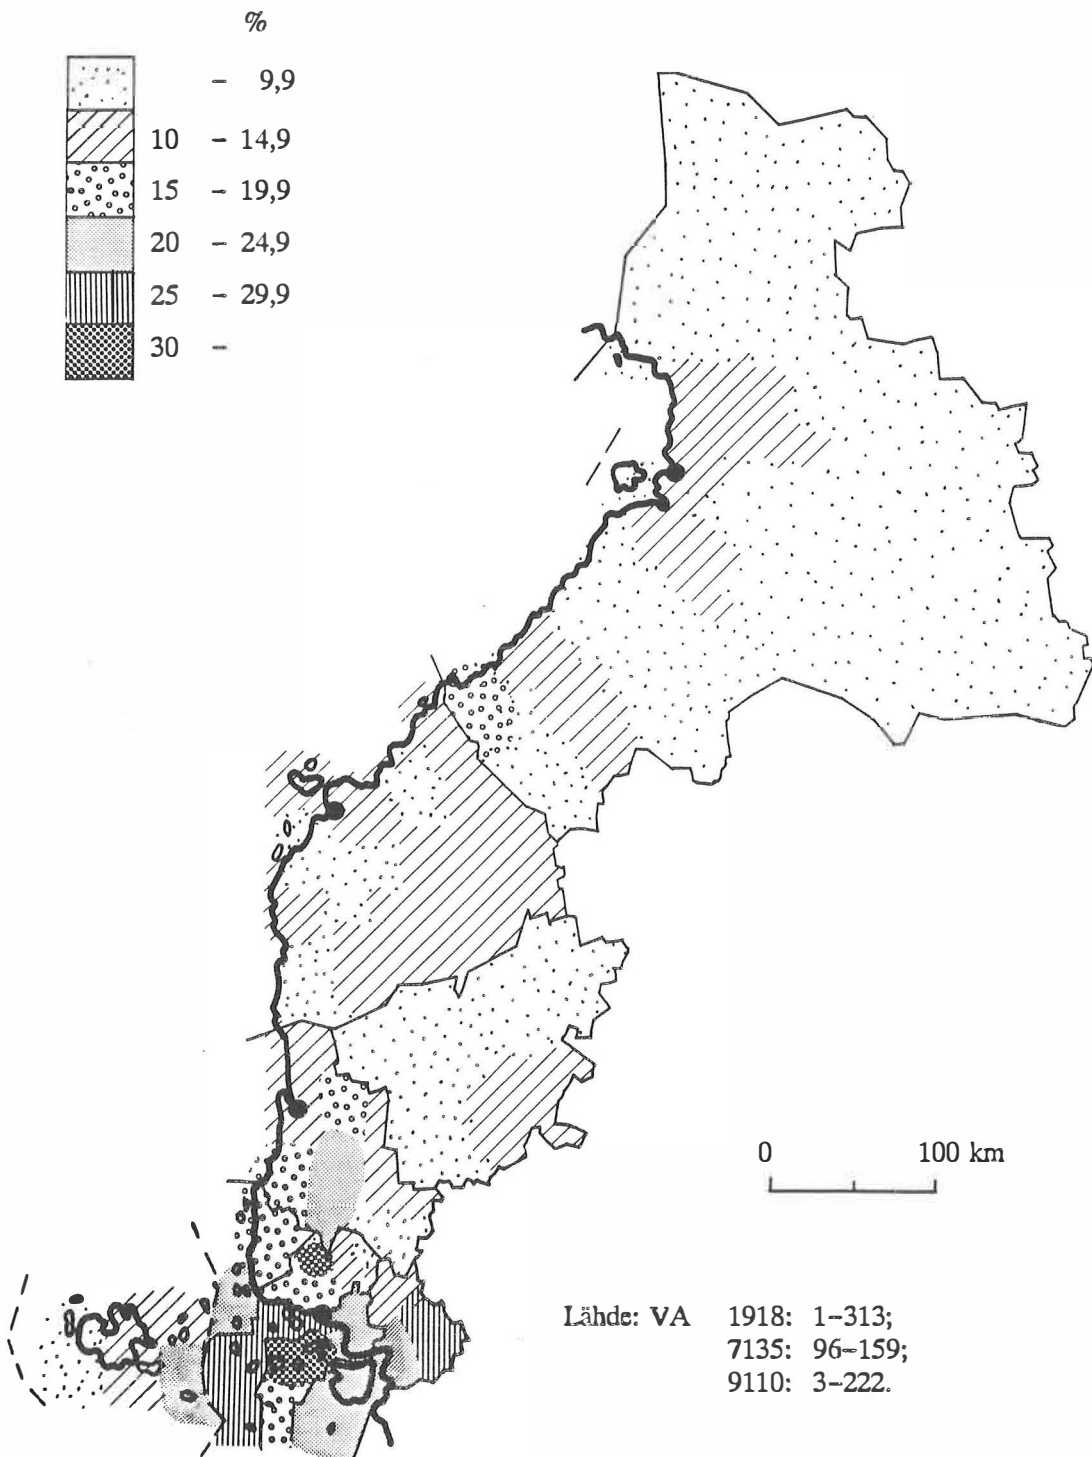 %
– 9,9
10 – 14,9
15 – 19,9
20 – 24,9
25 – 29,9
30 –
0 100 km
Lähde: VA 1918: 1–313;
7135: 96–159;
9110: 3–222.